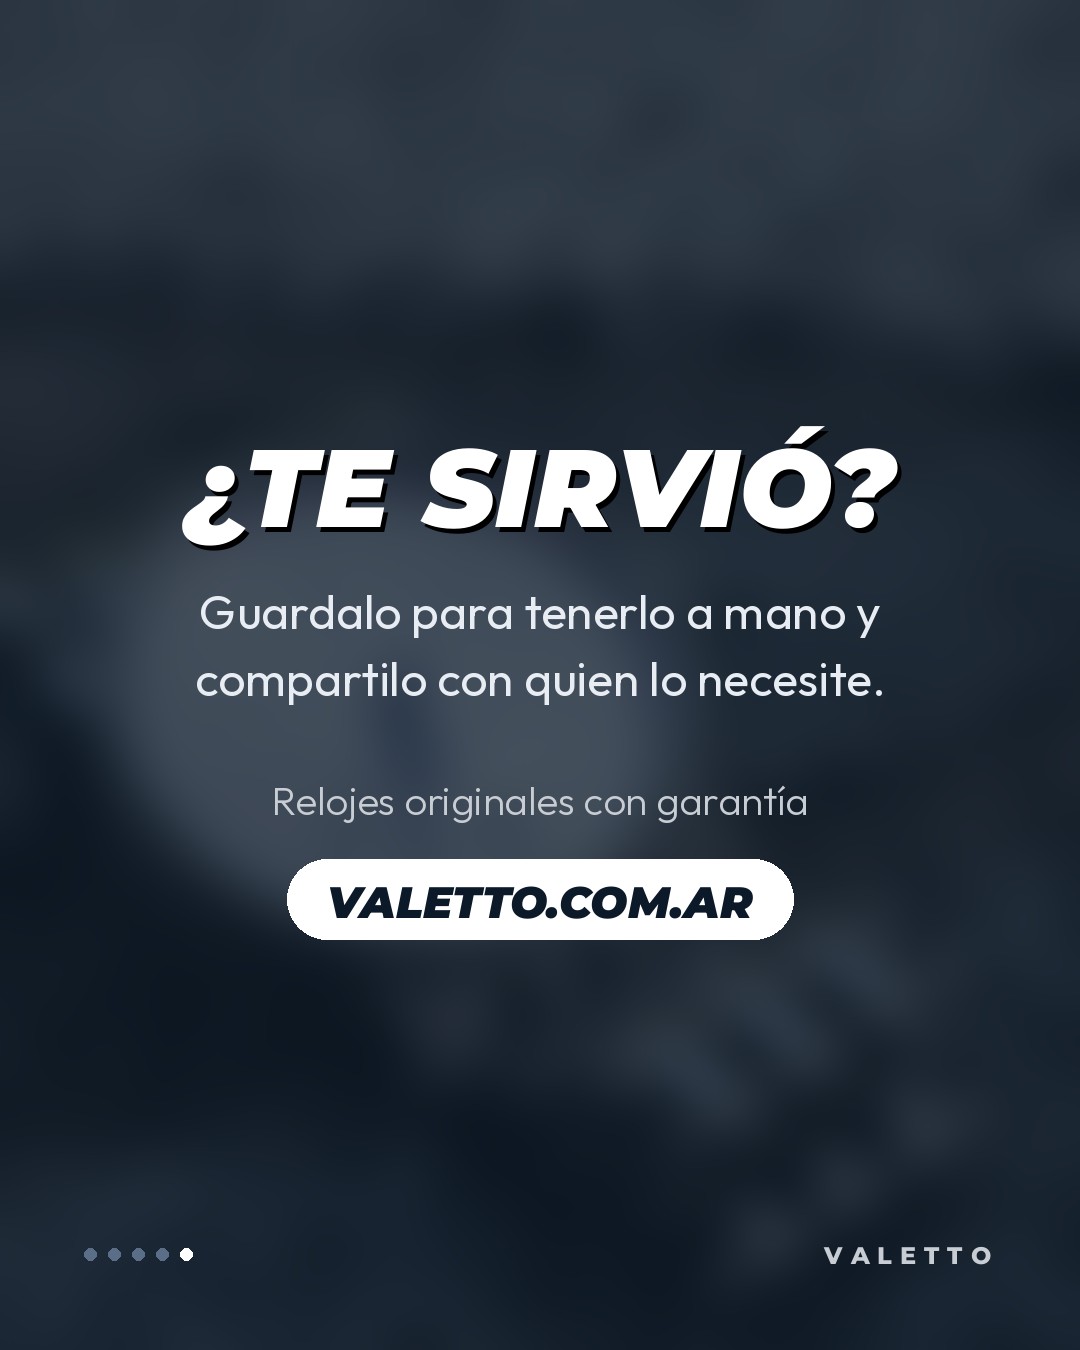 ¿TE SIRVIÓ?
Guardalo para tenerlo a mano y
compartilo con quien lo necesite.
Relojes originales con garantía
VALETTO.COM.AR
VALETTO